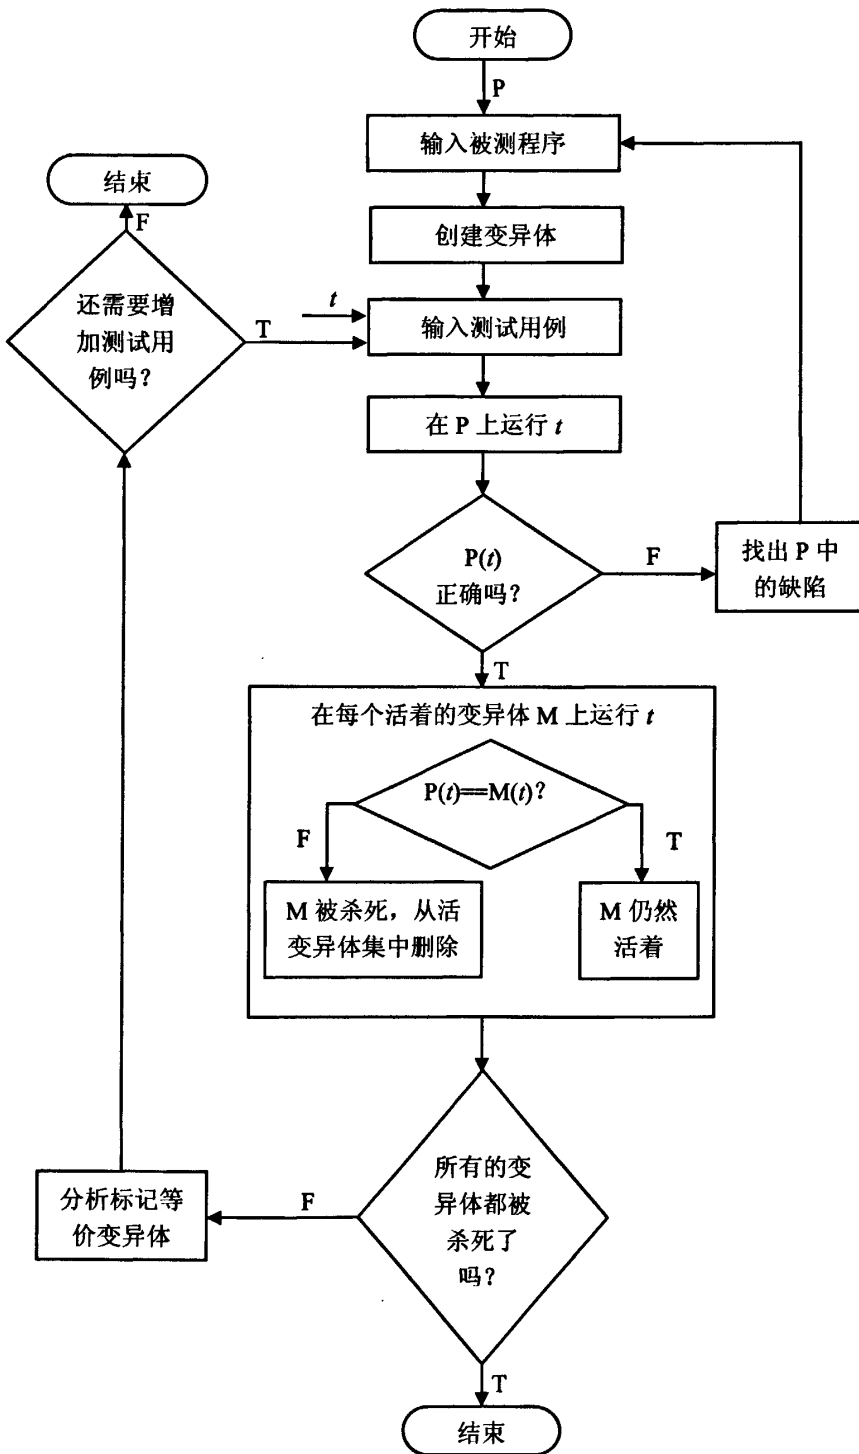 开始
P
输入被测程序
结束
F
创建变异体
还需要增
加测试用
例吗？
T
t
输入测试用例
在 P 上运行 t
P(t)
正确吗？
F
找出 P 中
的缺陷
T
在每个活着的变异体 M 上运行 t
P(t)==M(t)？
F
T
M 被杀死，从活
变异体集中删除
M 仍然
活着
所有的变
异体都被
杀死了
吗？
F
分析标记等
价变异体
T
结束